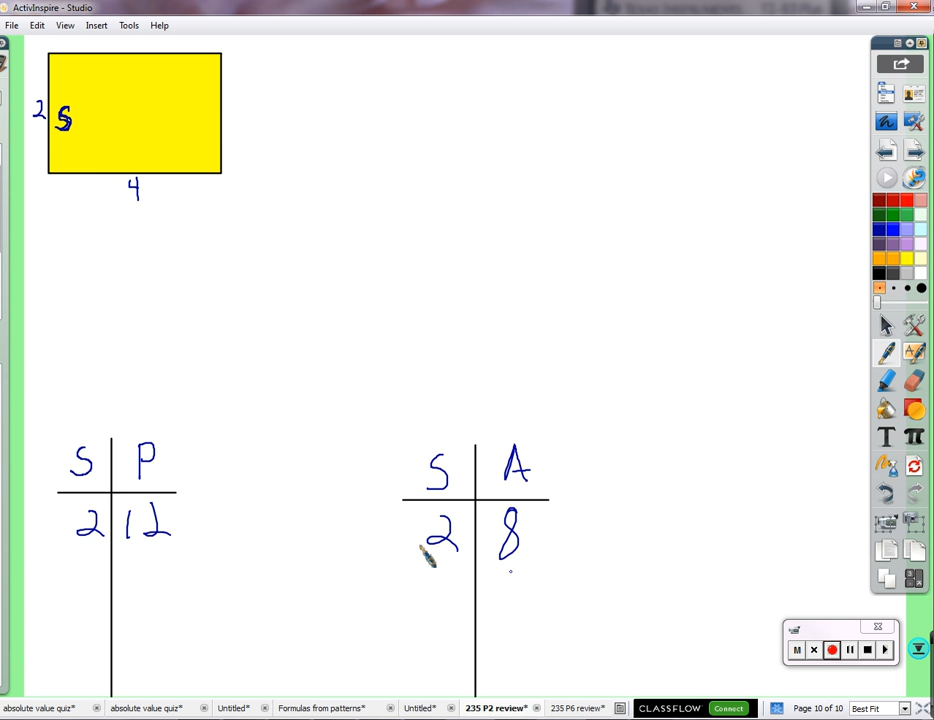 ActivInspire - Studio
File Edit View Insert Tools Help
2 S
4
S P
2 12
S A
2 8
M
absolute value quiz* absolute value quiz* Untitled* Formulas from patterns* Untitled* 235 P2 review* 235 P6 review* CLASSFLOW Connect Page 10 of 10 Best Fit